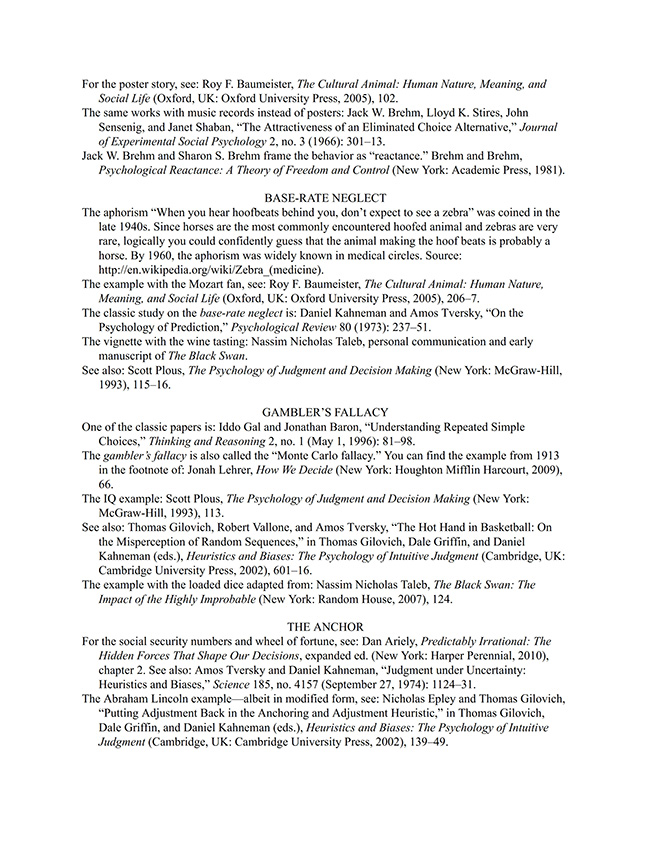 For the poster story, see: Roy F. Baumeister, The Cultural Animal: Human Nature, Meaning, and
Social Life (Oxford, UK: Oxford University Press, 2005), 102.
The same works with music records instead of posters: Jack W. Brehm, Lloyd K. Stires, John
Sensenig, and Janet Shaban, “The Attractiveness of an Eliminated Choice Alternative,” Journal
of Experimental Social Psychology 2, no. 3 (1966): 301–13.
Jack W. Brehm and Sharon S. Brehm frame the behavior as “reactance.” Brehm and Brehm,
Psychological Reactance: A Theory of Freedom and Control (New York: Academic Press, 1981).
BASE-RATE NEGLECT
The aphorism “When you hear hoofbeats behind you, don’t expect to see a zebra” was coined in the
late 1940s. Since horses are the most commonly encountered hoofed animal and zebras are very
rare, logically you could confidently guess that the animal making the hoof beats is probably a
horse. By 1960, the aphorism was widely known in medical circles. Source:
http://en.wikipedia.org/wiki/Zebra_(medicine).
The example with the Mozart fan, see: Roy F. Baumeister, The Cultural Animal: Human Nature,
Meaning, and Social Life (Oxford, UK: Oxford University Press, 2005), 206–7.
The classic study on the base-rate neglect is: Daniel Kahneman and Amos Tversky, “On the
Psychology of Prediction,” Psychological Review 80 (1973): 237–51.
The vignette with the wine tasting: Nassim Nicholas Taleb, personal communication and early
manuscript of The Black Swan.
See also: Scott Plous, The Psychology of Judgment and Decision Making (New York: McGraw-Hill,
1993), 115–16.
GAMBLER’S FALLACY
One of the classic papers is: Iddo Gal and Jonathan Baron, “Understanding Repeated Simple
Choices,” Thinking and Reasoning 2, no. 1 (May 1, 1996): 81–98.
The gambler’s fallacy is also called the “Monte Carlo fallacy.” You can find the example from 1913
in the footnote of: Jonah Lehrer, How We Decide (New York: Houghton Mifflin Harcourt, 2009),
66.
The IQ example: Scott Plous, The Psychology of Judgment and Decision Making (New York:
McGraw-Hill, 1993), 113.
See also: Thomas Gilovich, Robert Vallone, and Amos Tversky, “The Hot Hand in Basketball: On
the Misperception of Random Sequences,” in Thomas Gilovich, Dale Griffin, and Daniel
Kahneman (eds.), Heuristics and Biases: The Psychology of Intuitive Judgment (Cambridge, UK:
Cambridge University Press, 2002), 601–16.
The example with the loaded dice adapted from: Nassim Nicholas Taleb, The Black Swan: The
Impact of the Highly Improbable (New York: Random House, 2007), 124.
THE ANCHOR
For the social security numbers and wheel of fortune, see: Dan Ariely, Predictably Irrational: The
Hidden Forces That Shape Our Decisions, expanded ed. (New York: Harper Perennial, 2010),
chapter 2. See also: Amos Tversky and Daniel Kahneman, “Judgment under Uncertainty:
Heuristics and Biases,” Science 185, no. 4157 (September 27, 1974): 1124–31.
The Abraham Lincoln example—albeit in modified form, see: Nicholas Epley and Thomas Gilovich,
“Putting Adjustment Back in the Anchoring and Adjustment Heuristic,” in Thomas Gilovich,
Dale Griffin, and Daniel Kahneman (eds.), Heuristics and Biases: The Psychology of Intuitive
Judgment (Cambridge, UK: Cambridge University Press, 2002), 139–49.